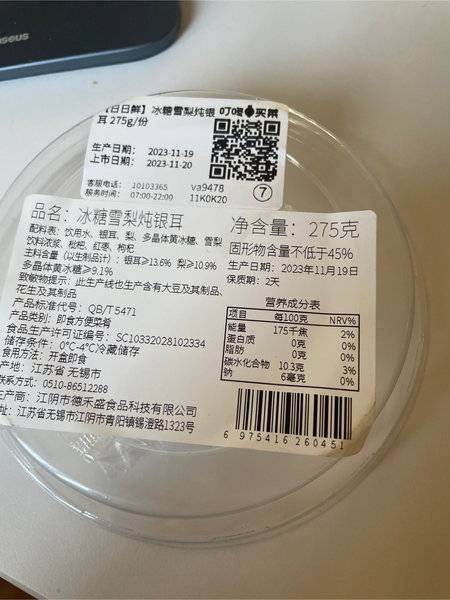 aseus
【日日鲜】冰糖雪梨炖银
耳 275g/份
叮咚买菜
生产日期： 2023-11-19
上市日期： 2023-11-20
客服电话： 10103365
服务时间： 07:00-22:00
va9478
11K0K20
⑦
品名：冰糖雪梨炖银耳
配料表：饮用水、银耳、梨、多晶体黄冰糖、雪梨
饮料浓浆、枇杷、红枣、枸杞
主料含量（以生制品计）：银耳≥13.6% 梨≥10.9%
多晶体黄冰糖≥9.1%
致敏物提示：此生产线也生产含有大豆及其制品、
花生及其制品
产品标准代号：QB/T5471
产品类别：即食方便菜肴
食品生产许可证编号：SC10332028102334
储存条件：0℃-4℃冷藏储存
食用方法：开盒即食
产地：江苏省 无锡市
联系方式：0510-86512288
生产商：江阴市德禾盛食品科技有限公司
江苏省无锡市江阴市青阳镇锡澄路1323号
净含量： 275克
固形物含量不低于45%
生产日期：2023年11月19日
保质期：2天
营养成分表
项目 每100克 NRV%
能量 175千焦 2%
蛋白质 0克 0%
脂肪 0克 0%
碳水化合物 10.3克 3%
钠 6毫克 0%
6 975416 260451